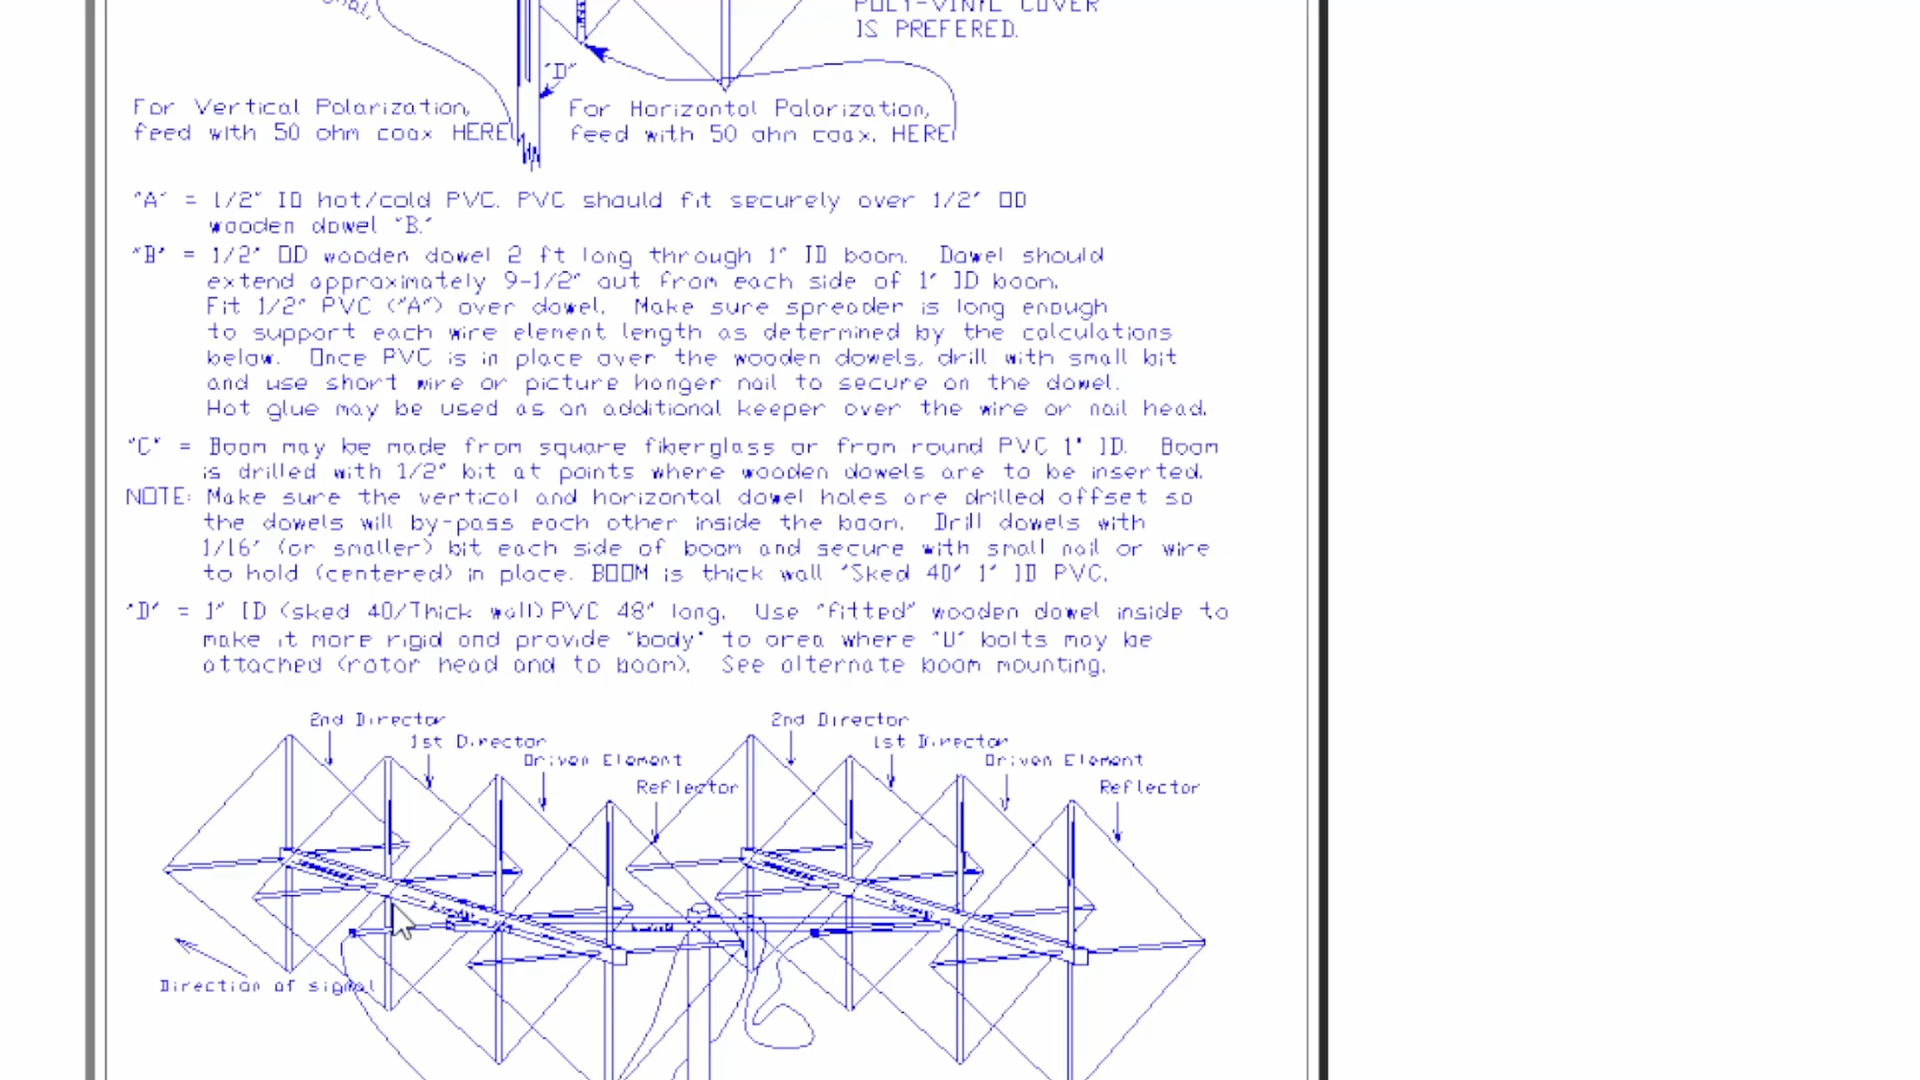 POLY-VINYL COVER
IS PREFERED.
"D"
For Vertical Polarization,
feed with 50 ohm coax HERE
For Horizontal Polarization,
feed with 50 ohm coax. HERE
"A" = 1/2" ID hot/cold PVC. PVC should fit securely over 1/2" OD
wooden dowel "B."
"B" = 1/2" OD wooden dowel 2 ft long through 1" ID boom. Dowel should
extend approximately 9-1/2" out from each side of 1" ID boom.
Fit 1/2" PVC ("A") over dowel. Make sure spreader is long enough
to support each wire element length as determined by the calculations
below. Once PVC is in place over the wooden dowels, drill with small bit
and use short wire or picture hanger nail to secure on the dowel.
Hot glue may be used as an additional keeper over the wire or nail head.
"C" = Boom may be made from square fiberglass or from round PVC 1" ID. Boom
is drilled with 1/2" bit at points where wooden dowels are to be inserted.
NOTE: Make sure the vertical and horizontal dowel holes are drilled offset so
the dowels will by-pass each other inside the boom. Drill dowels with
1/16" (or smaller) bit each side of boom and secure with small nail or wire
to hold (centered) in place. BOOM is thick wall "Sked 40" 1" ID PVC.
"D" = 1" ID (sked 40/Thick wall) PVC 48" long. Use "fitted" wooden dowel inside to
make it more rigid and provide "body" to area where "U" bolts may be
attached (rotor head and to boom). See alternate boom mounting.
2nd Director
1st Director
Driven Element
Reflector
2nd Director
1st Director
Driven Element
Reflector
Direction of signal